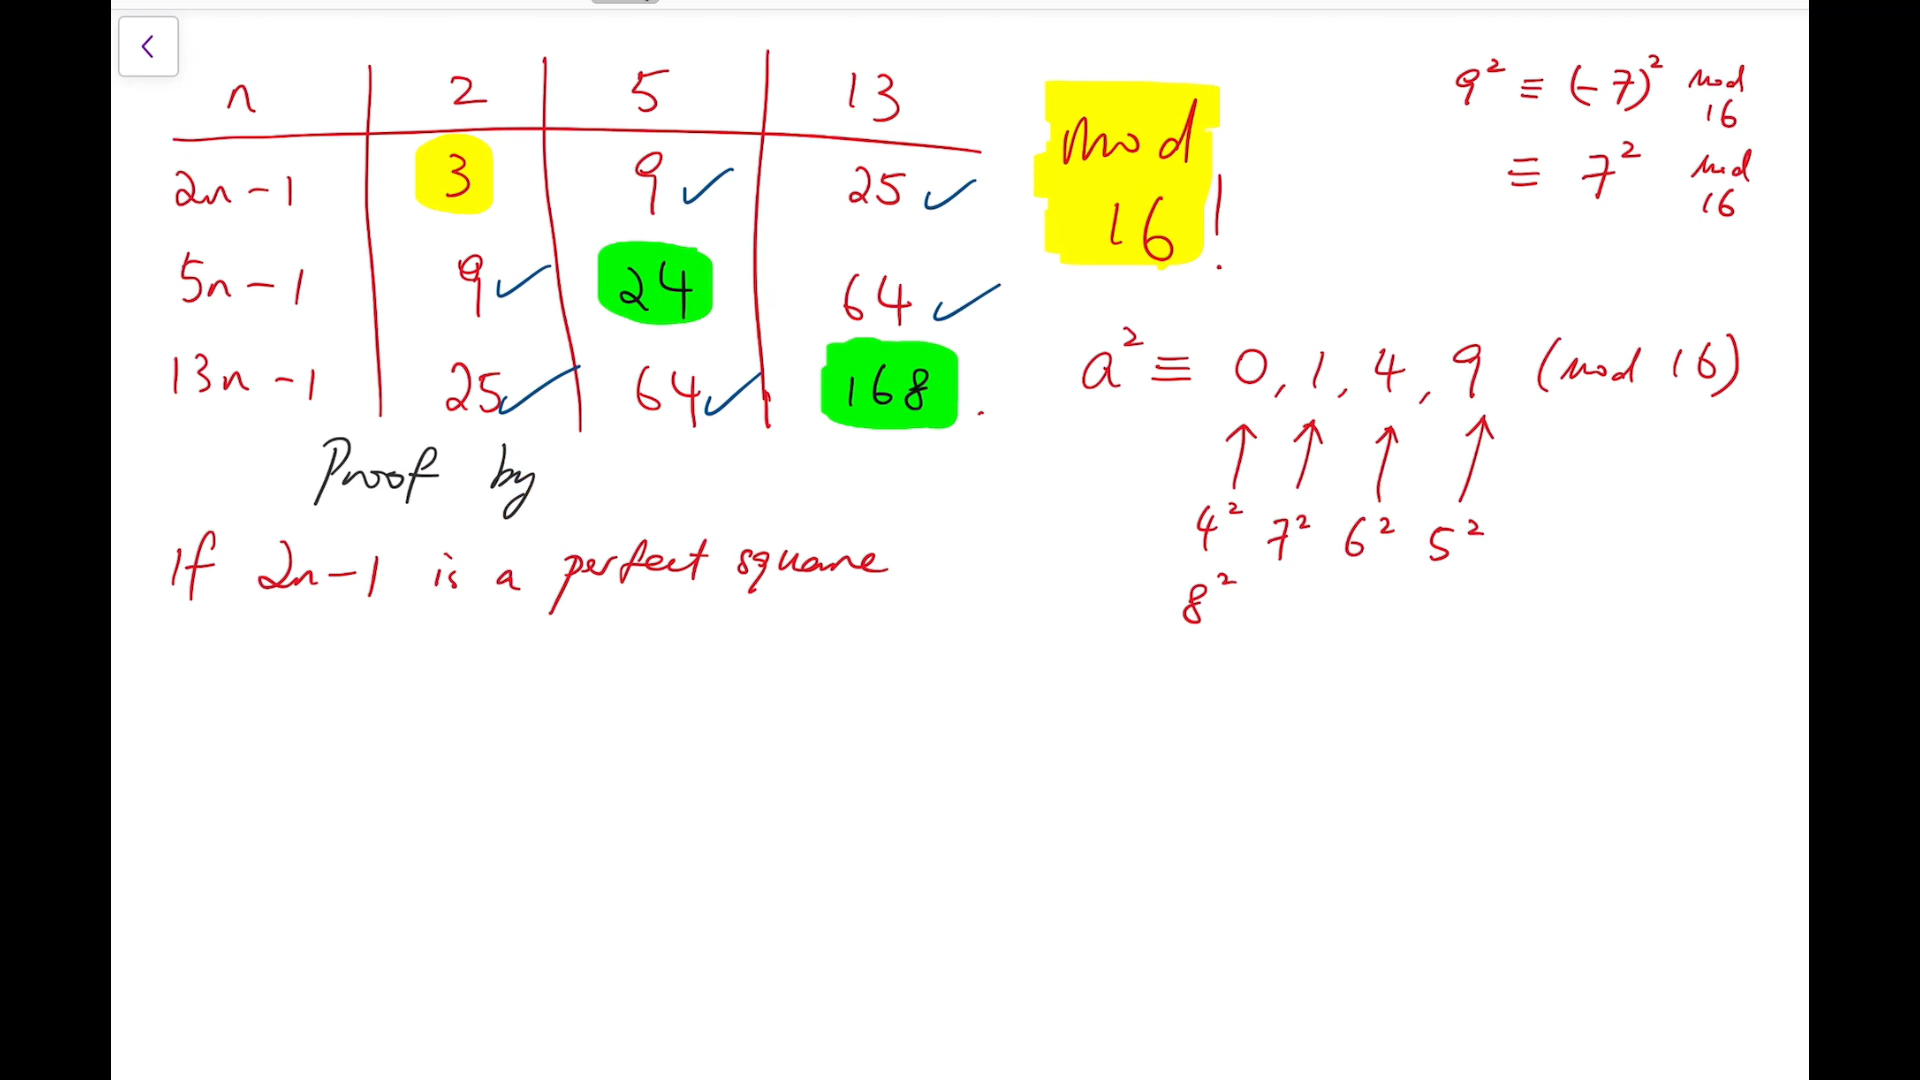 n 2 5 13
2n-1 3 9 ✓ 25 ✓
5n-1 9 ✓ 24 64 ✓
13n-1 25 ✓ 64 ✓ 168.
Proof by
If 2n-1 is a perfect square
mod
16!
9² ≡ (-7)² mod
16
≡ 7² mod
16
a² ≡ 0, 1, 4, 9 (mod 16)
↑ ↑ ↑ ↑
4² 7² 6² 5²
8²